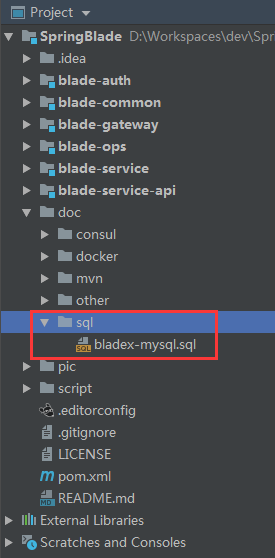 Project
SpringBlade D:\Workspaces\dev\Spr
.idea
blade-auth
blade-common
blade-gateway
blade-ops
blade-service
blade-service-api
doc
consul
docker
mvn
other
sql
bladex-mysql.sql
pic
script
.editorconfig
.gitignore
LICENSE
pom.xml
README.md
External Libraries
Scratches and Consoles